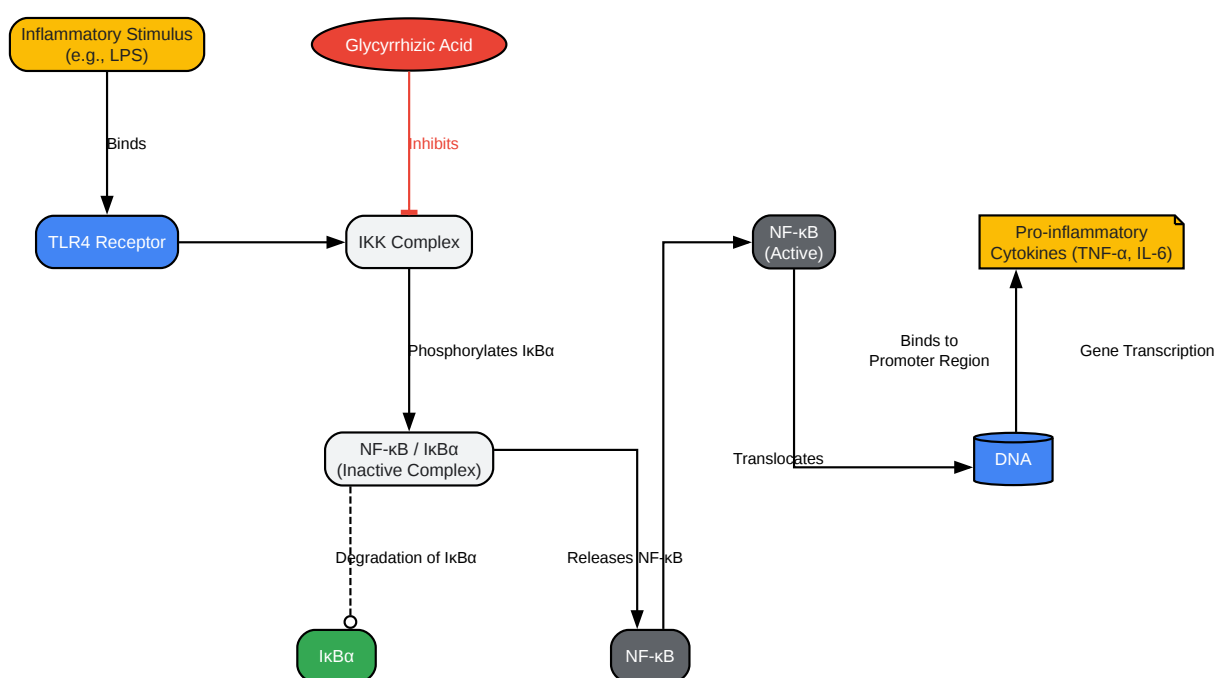 Inflammatory Stimulus
(e.g., LPS)
Glycyrrhizic Acid
Binds
Inhibits
TLR4 Receptor
IKK Complex
NF-κB
(Active)
Pro-inflammatory
Cytokines (TNF-α, IL-6)
Phosphorylates IκBα
Binds to
Promoter Region
Gene Transcription
NF-κB / IκBα
(Inactive Complex)
Translocates
DNA
Degradation of IκBα
Releases NF-κB
IκBα
NF-κB